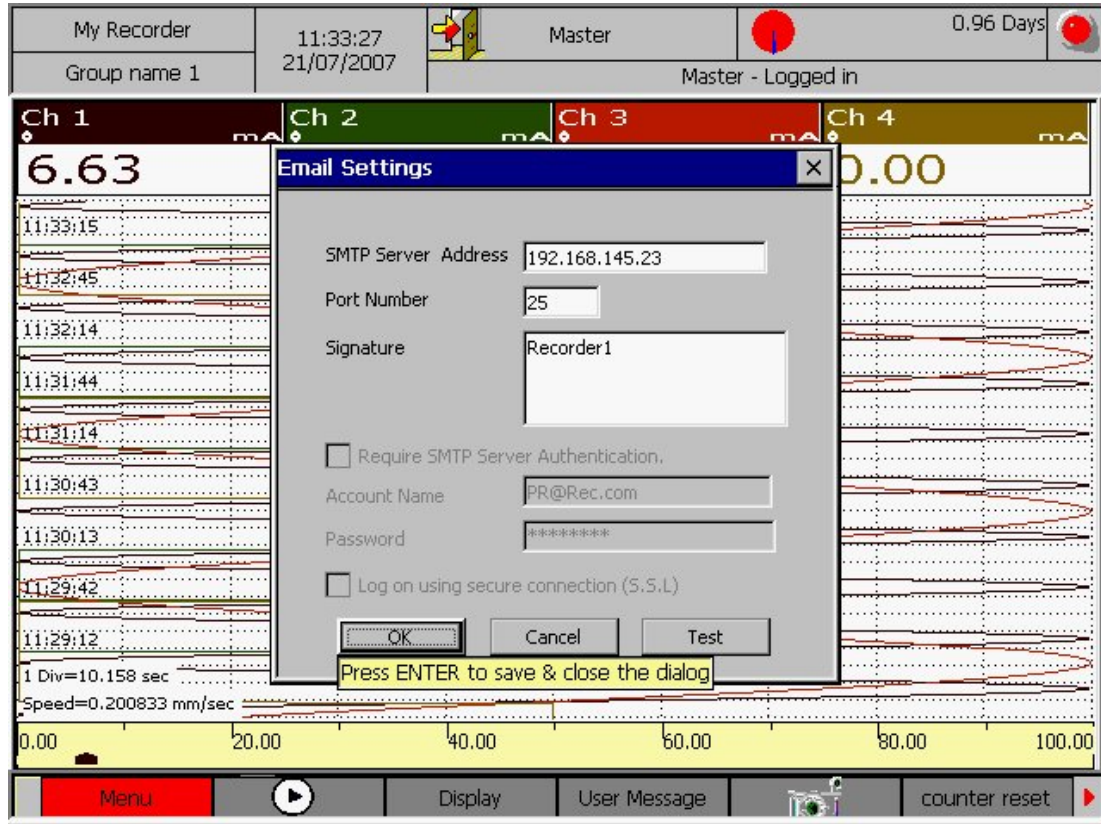 My Recorder
11:33:27
21/07/2007
Master
0.96 Days
Group name 1
Master - Logged in
Ch 1
mA
Ch 2
mA
Ch 3
mA
Ch 4
mA
6.63
0.00
Email Settings
SMTP Server Address
192.168.145.23
Port Number
25
Signature
Recorder1
Require SMTP Server Authentication.
Account Name
PR@Rec.com
Password
********
Log on using secure connection (S.S.L)
OK
Cancel
Test
Press ENTER to save & close the dialog
11:33:15
11:32:45
11:32:14
11:31:44
11:31:14
11:30:43
11:30:13
11:29:42
11:29:12
1 Div=10.158 sec
Speed=0.200833 mm/sec
0.00
20.00
40.00
60.00
80.00
100.00
Menu
Display
User Message
counter reset